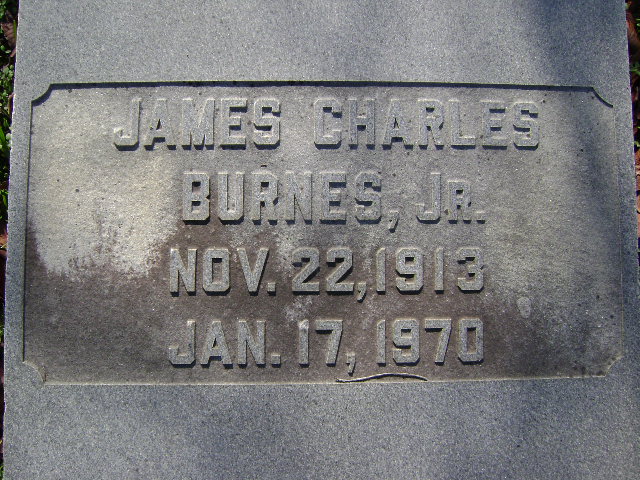 JAMES CHARLES
BURNES, JR.
NOV. 22, 1913
JAN. 17, 1970